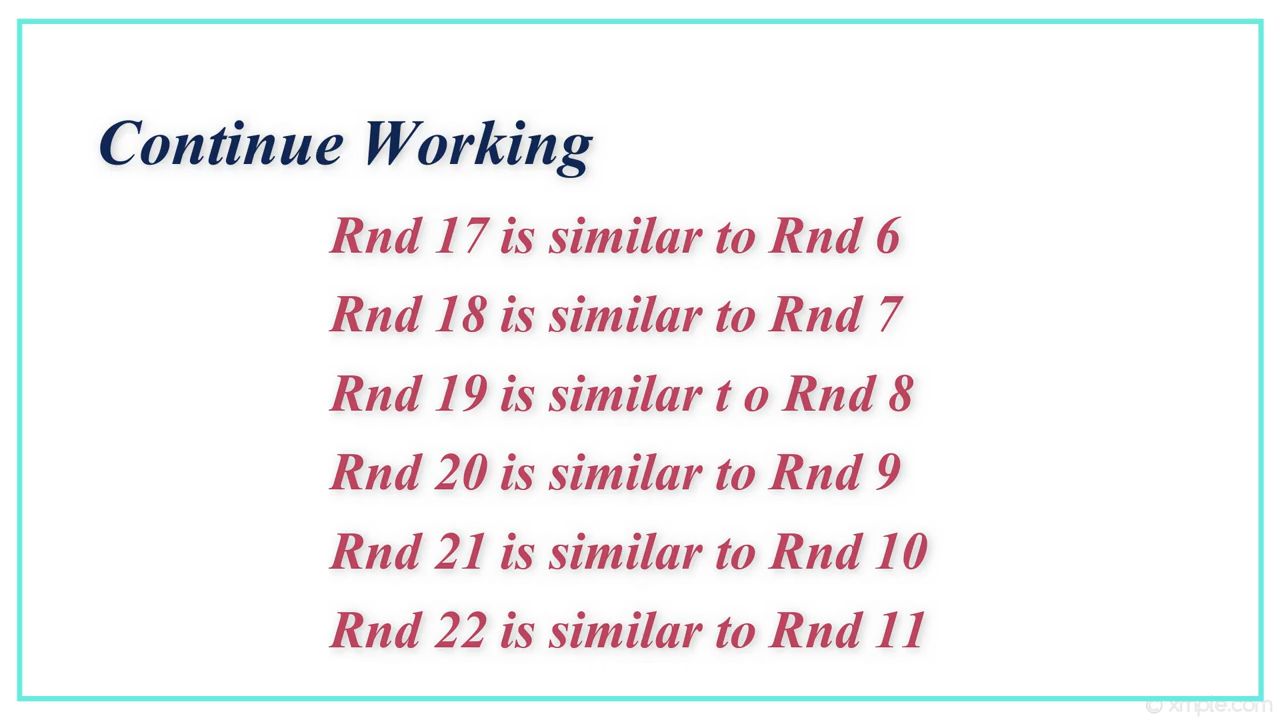 Continue Working
Rnd 17 is similar to Rnd 6
Rnd 18 is similar to Rnd 7
Rnd 19 is similar t o Rnd 8
Rnd 20 is similar to Rnd 9
Rnd 21 is similar to Rnd 10
Rnd 22 is similar to Rnd 11
© xmple.com